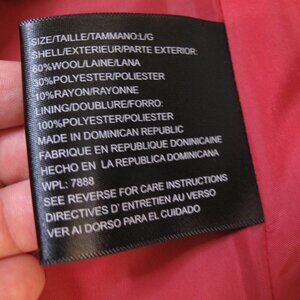 SIZE/TAILLE/TAMMANO:L/G
SHELL/EXTERIEUR/PARTE EXTERIOR:
60%WOOL/LAINE/LANA
30%POLYESTER/POLIESTER
10%RAYON/RAYONNE
LINING/DOUBLURE/FORRO:
100%POLYESTER/POLIESTER
MADE IN DOMINICAN REPUBLIC
FABRIQUE EN REPUBLIQUE DOMINICAINE
HECHO EN LA REPUBLICA DOMINICANA
WPL: 7888
SEE REVERSE FOR CARE INSTRUCTIONS
DIRECTIVES D' ENTRETIEN AU VERSO
VER AI DORSO PARA EL CUIDADO